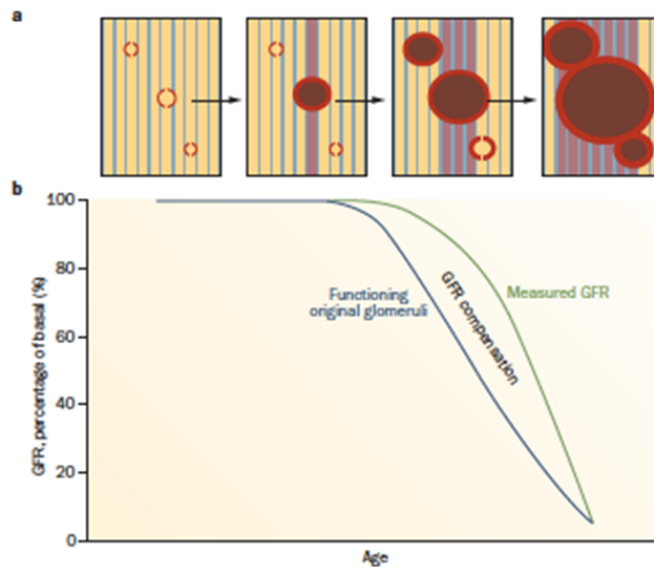 a
b
100
80
60
40
20
0
GFR, percentage of basal (%)
Functioning
original glomeruli
GFR compensation
Measured GFR
Age